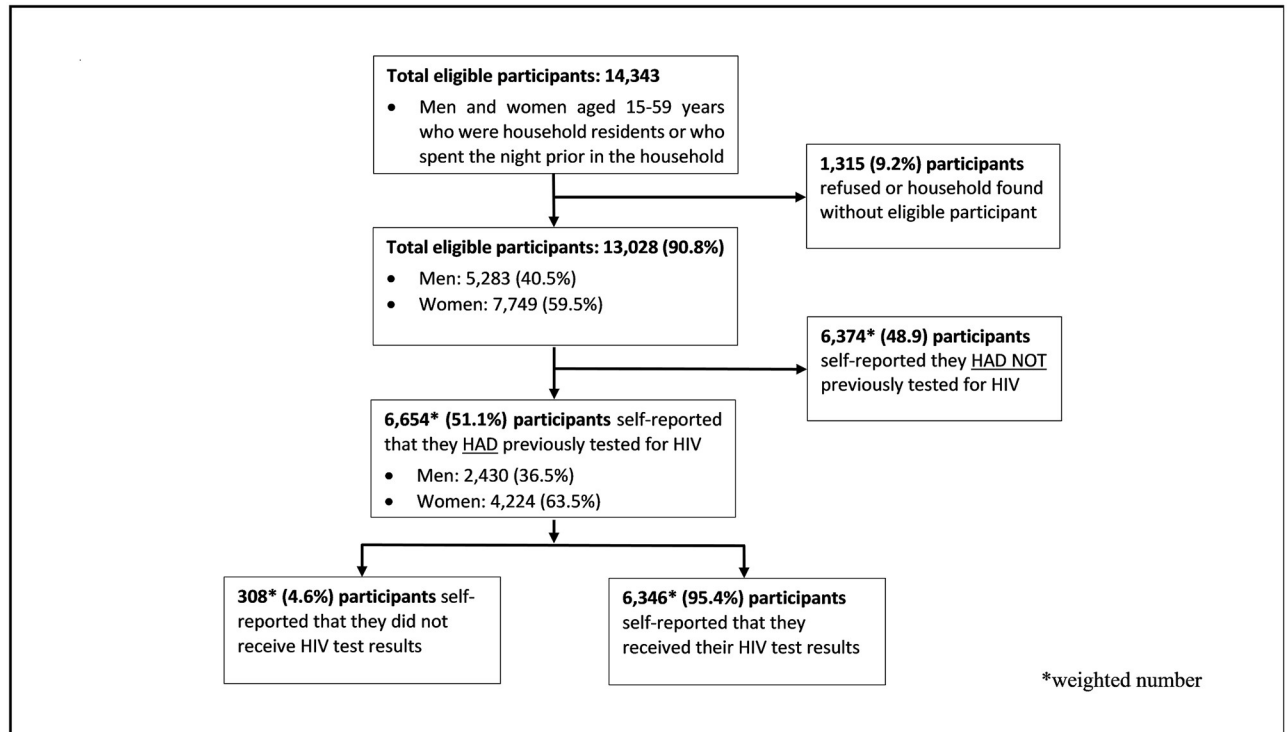 Total eligible participants: 14,343
• Men and women aged 15-59 years
who were household residents or who
spent the night prior in the household
1,315 (9.2%) participants
refused or household found
without eligible participant
Total eligible participants: 13,028 (90.8%)
• Men: 5,283 (40.5%)
• Women: 7,749 (59.5%)
6,374* (48.9) participants
self-reported they HAD NOT
previously tested for HIV
6,654* (51.1%) participants self-reported
that they HAD previously tested for HIV
• Men: 2,430 (36.5%)
• Women: 4,224 (63.5%)
308* (4.6%) participants self-
reported that they did not
receive HIV test results
6,346* (95.4%) participants
self-reported that they
received their HIV test results
*weighted number